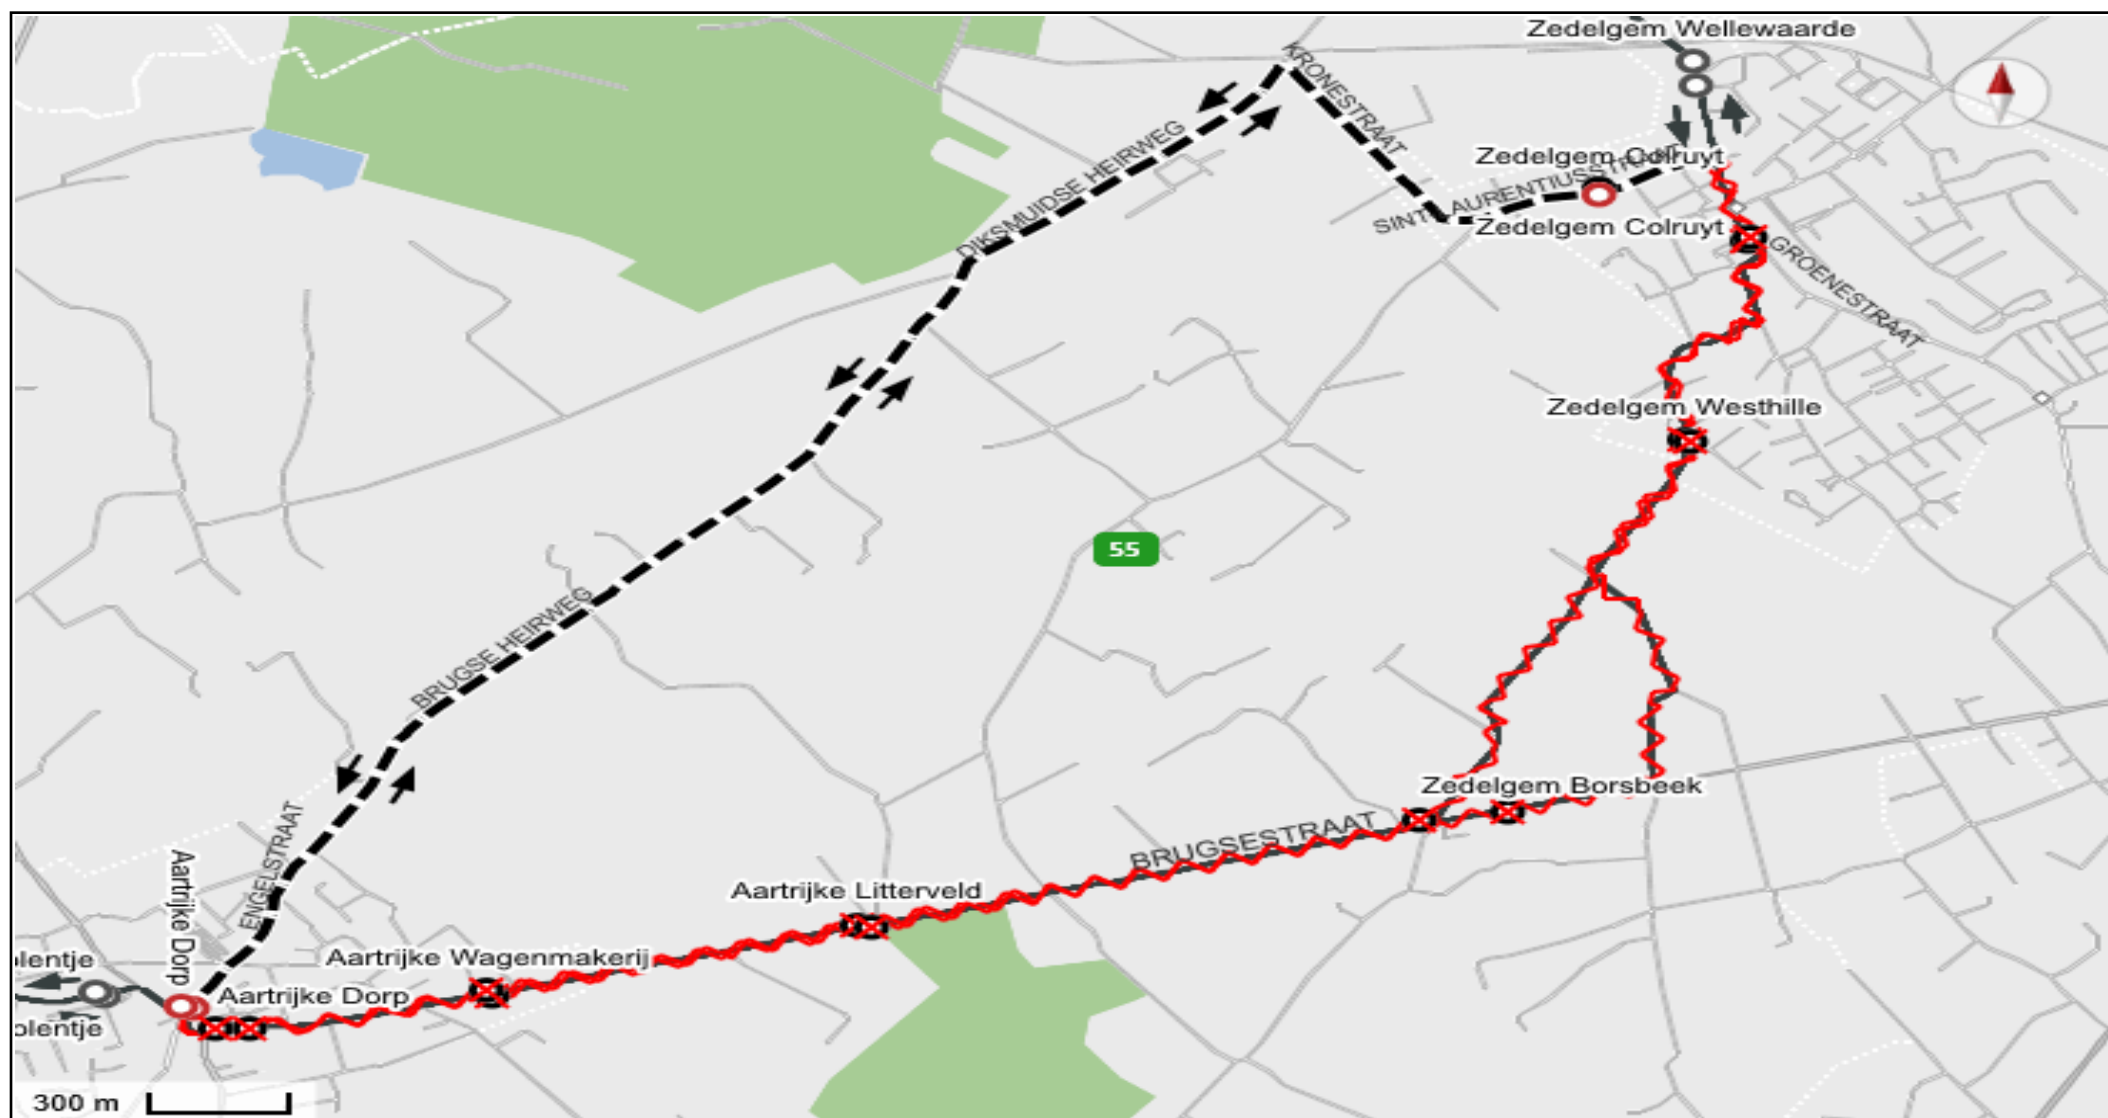 Zedelgem Wellewaarde
KRONESTRAAT
DIKSMUIDSE HEIRWEG
Zedelgem Colruyt
SINT-LAURENTIUSSTRAAT
Zedelgem Colruyt
GROENESTRAAT
Zedelgem Westhille
55
BRUGSE HEIRWEG
Zedelgem Borsbeek
BRUGSESTRAAT
ENGELSTRAAT
Aartrijke Litterveld
Aartrijke Dorp
Aartrijke Wagenmakerij
olentje
Aartrijke Dorp
olentje
300 m